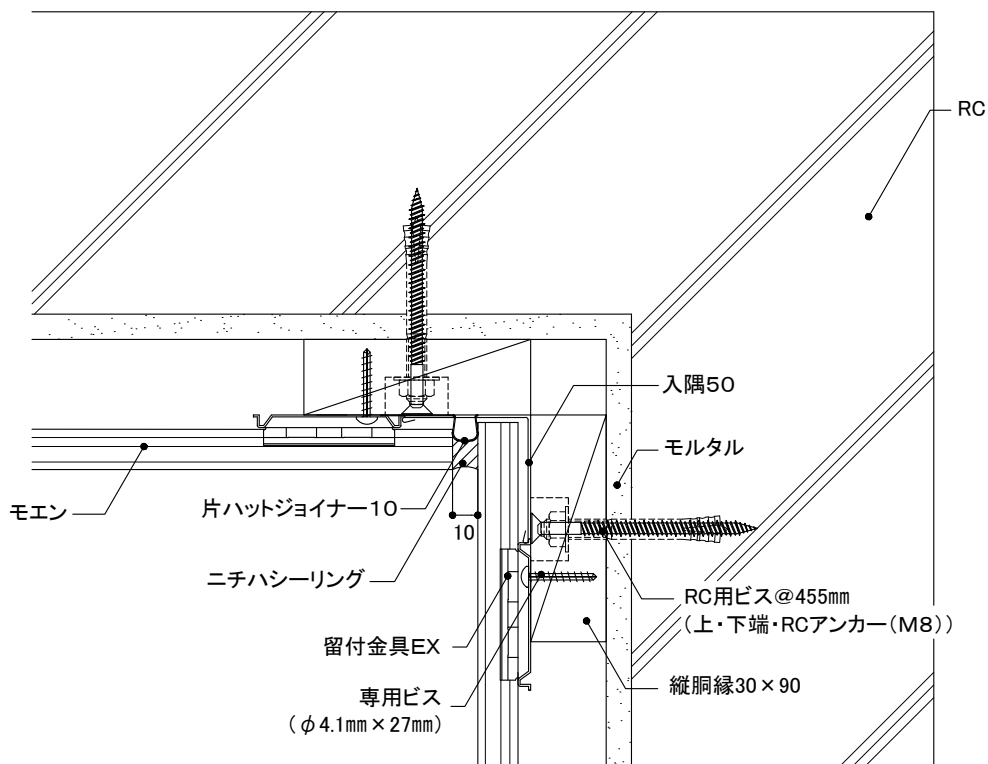 RC
入隅50
モルタル
モエン
片ハットジョイナー10
10
ニチハシーリング
RC用ビス@455mm
(上・下端・RCアンカー(M8))
留付金具EX
縦胴縁30×90
専用ビス
(φ4.1mm×27mm)